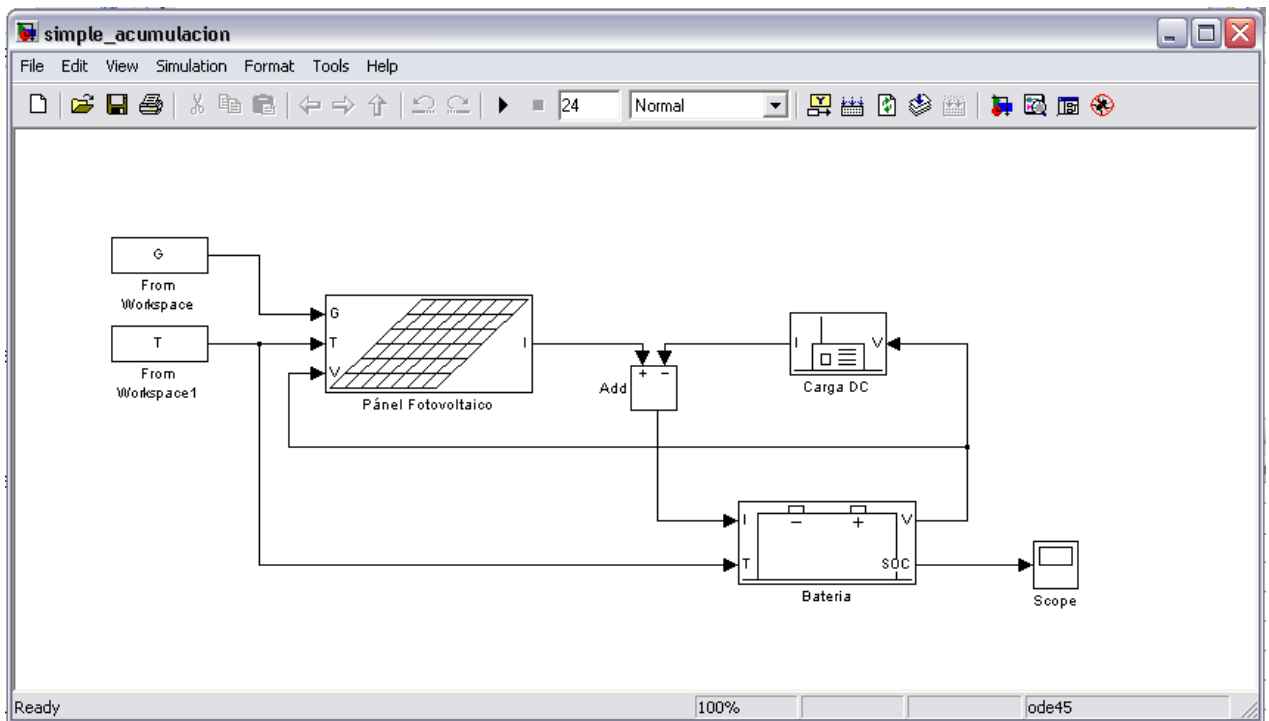 simple_acumulacion
File Edit View Simulation Format Tools Help
24 Normal
G
From
Workspace
T
From
Workspace1
G
T
V
I
Pánel Fotovoltaico
Add
+ -
I V
Carga DC
I
T
- +
V
SOC
Bateria
Scope
Ready 100% ode45